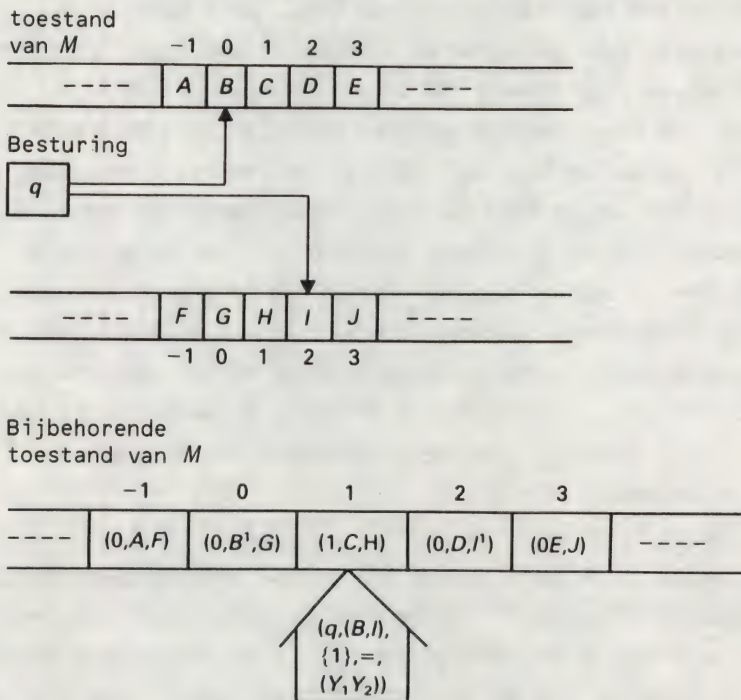 toestand
van M
−1 0 1 2 3
---- A B C D E ----
Besturing
q
---- F G H I J ----
−1 0 1 2 3
Bijbehorende
toestand van M
−1 0 1 2 3
---- (0,A,F) (0,B¹,G) (1,C,H) (0,D,I¹) (0E,J) ----
(q,(B,I),
{1},=,
(Y₁Y₂))